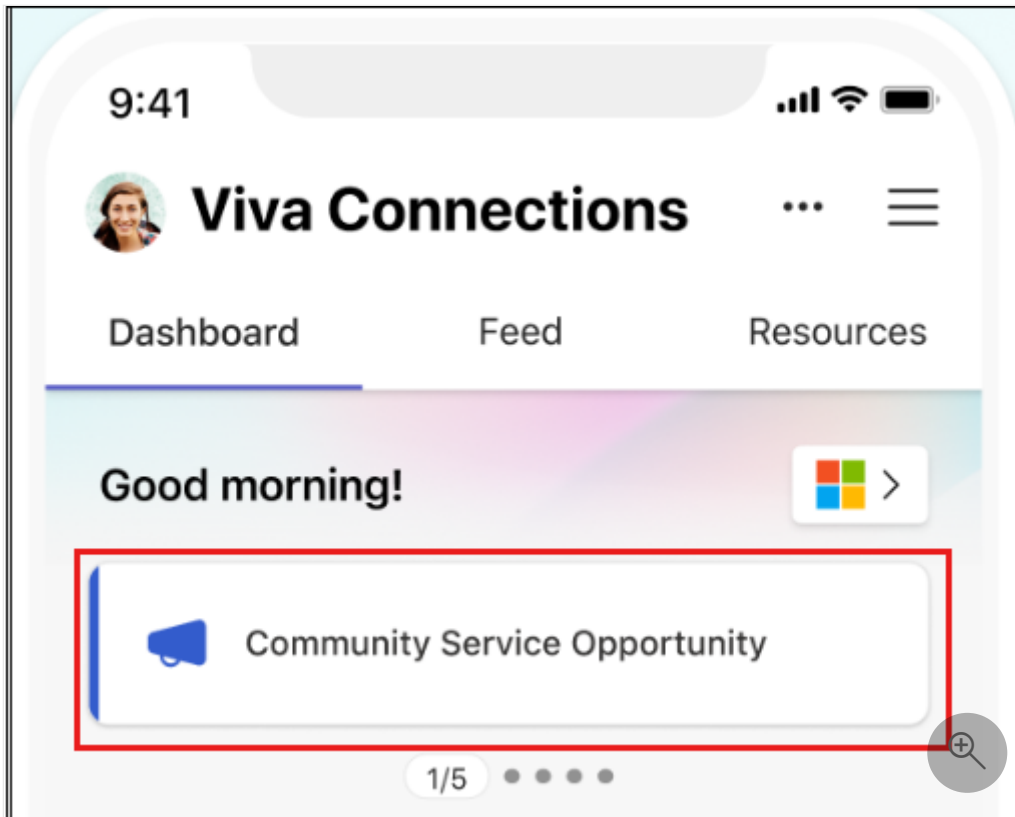 9:41
Viva Connections
Dashboard Feed Resources
Good morning!
Community Service Opportunity
1/5